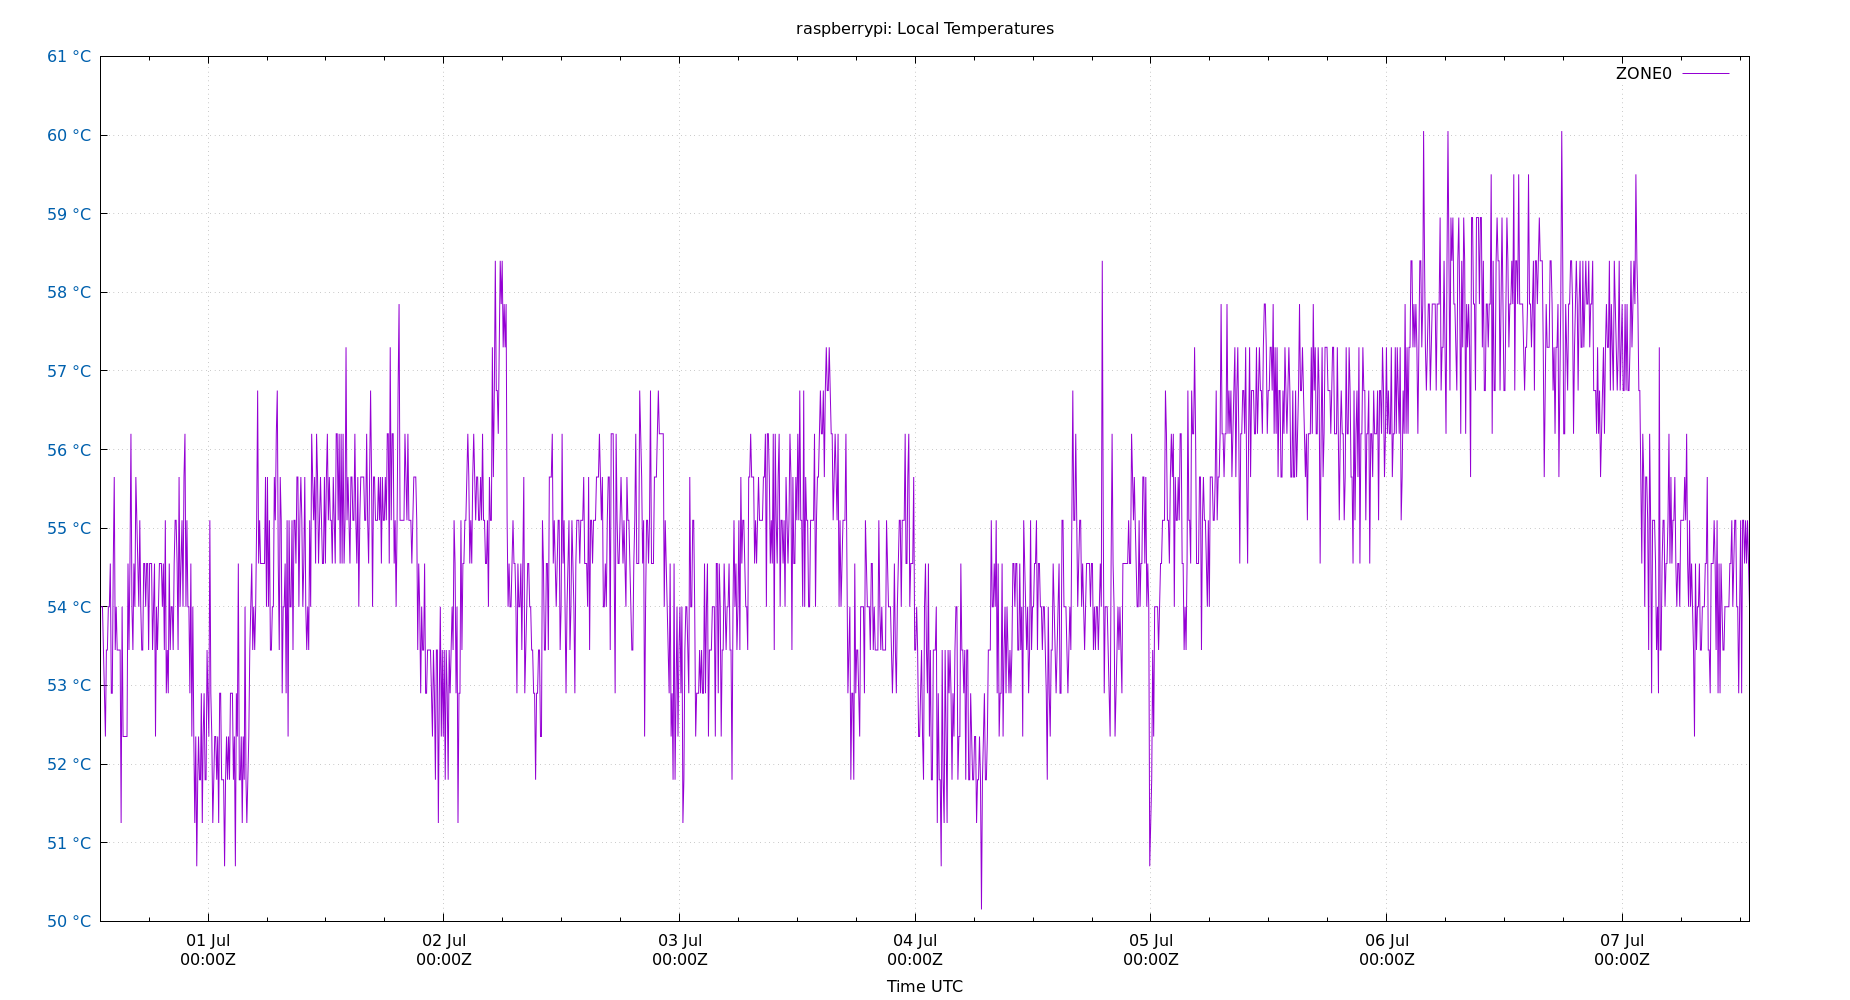 raspberrypi: Local Temperatures
61 °C
ZONE0
60 °C
59 °C
58 °C
57 °C
56 °C
55 °C
54 °C
53 °C
52 °C
51 °C
50 °C
01 Jul 02 Jul 03 Jul 04 Jul 05 Jul 06 Jul 07 Jul
00:00Z 00:00Z 00:00Z 00:00Z 00:00Z 00:00Z 00:00Z
Time UTC